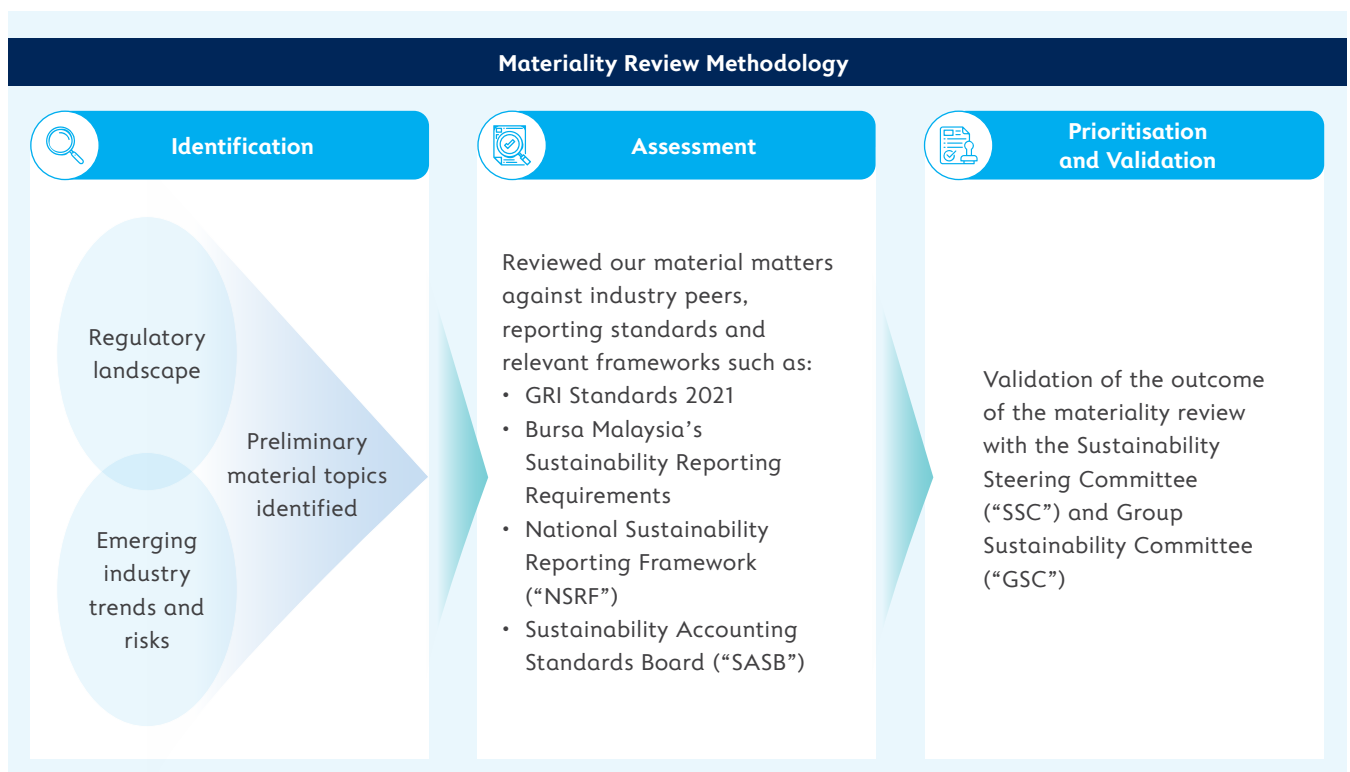 Materiality Review Methodology
Identification
Regulatory
landscape
Emerging
industry
trends and
risks
Preliminary
material topics
identified
Assessment
Reviewed our material matters
against industry peers,
reporting standards and
relevant frameworks such as:
• GRI Standards 2021
• Bursa Malaysia’s
Sustainability Reporting
Requirements
• National Sustainability
Reporting Framework
(“NSRF”)
• Sustainability Accounting
Standards Board (“SASB”)
Prioritisation
and Validation
Validation of the outcome
of the materiality review
with the Sustainability
Steering Committee
(“SSC”) and Group
Sustainability Committee
(“GSC”)